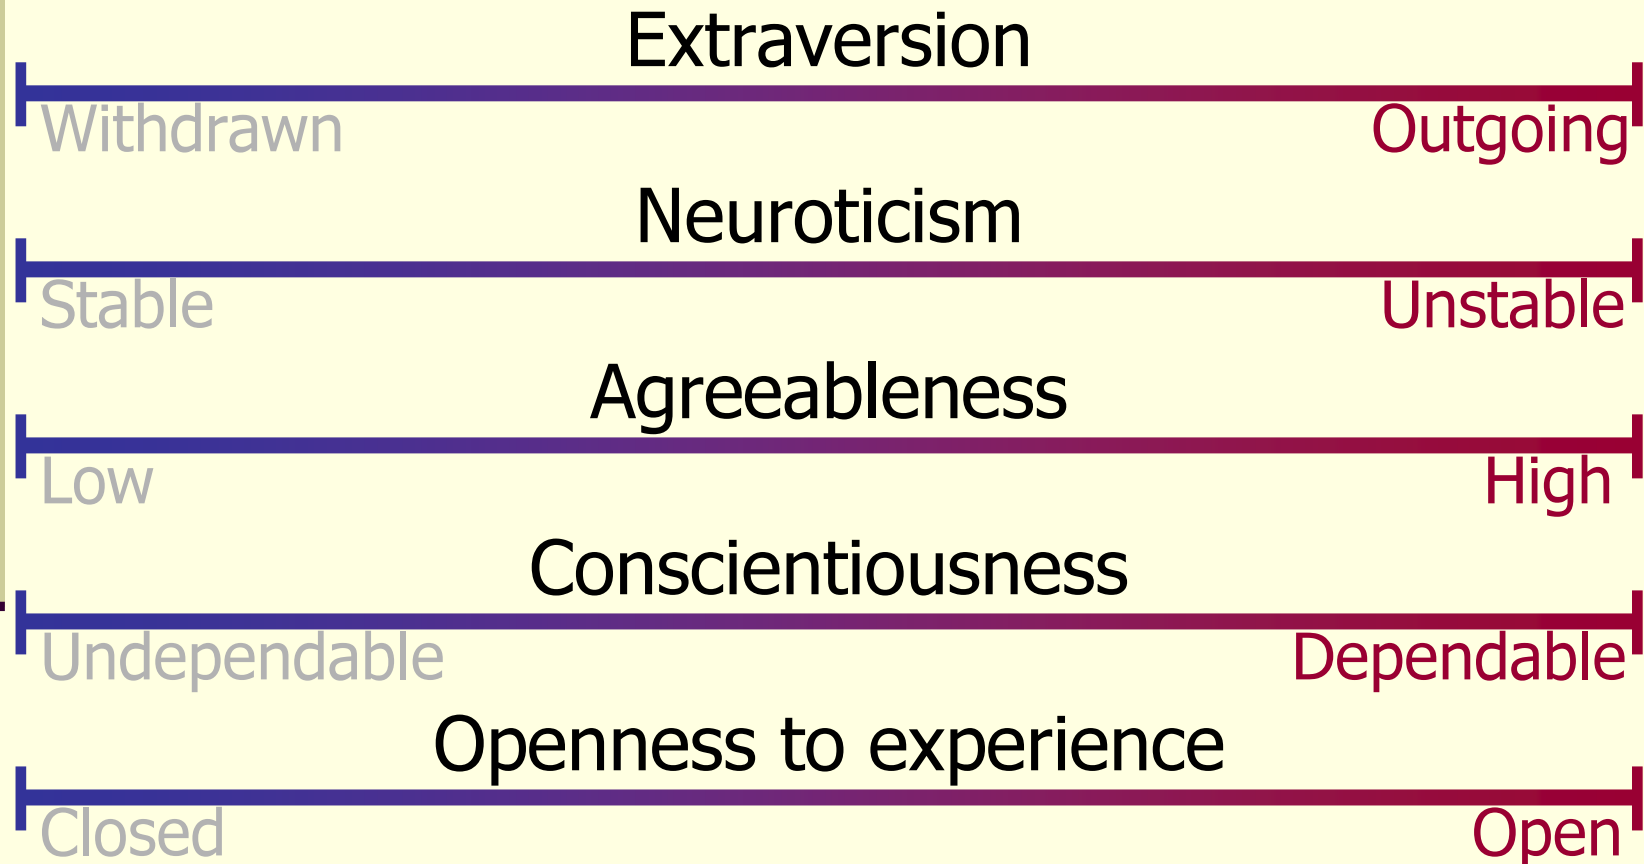 Extraversion
Withdrawn Outgoing
Neuroticism
Stable Unstable
Agreeableness
Low High
Conscientiousness
Undependable Dependable
Openness to experience
Closed Open